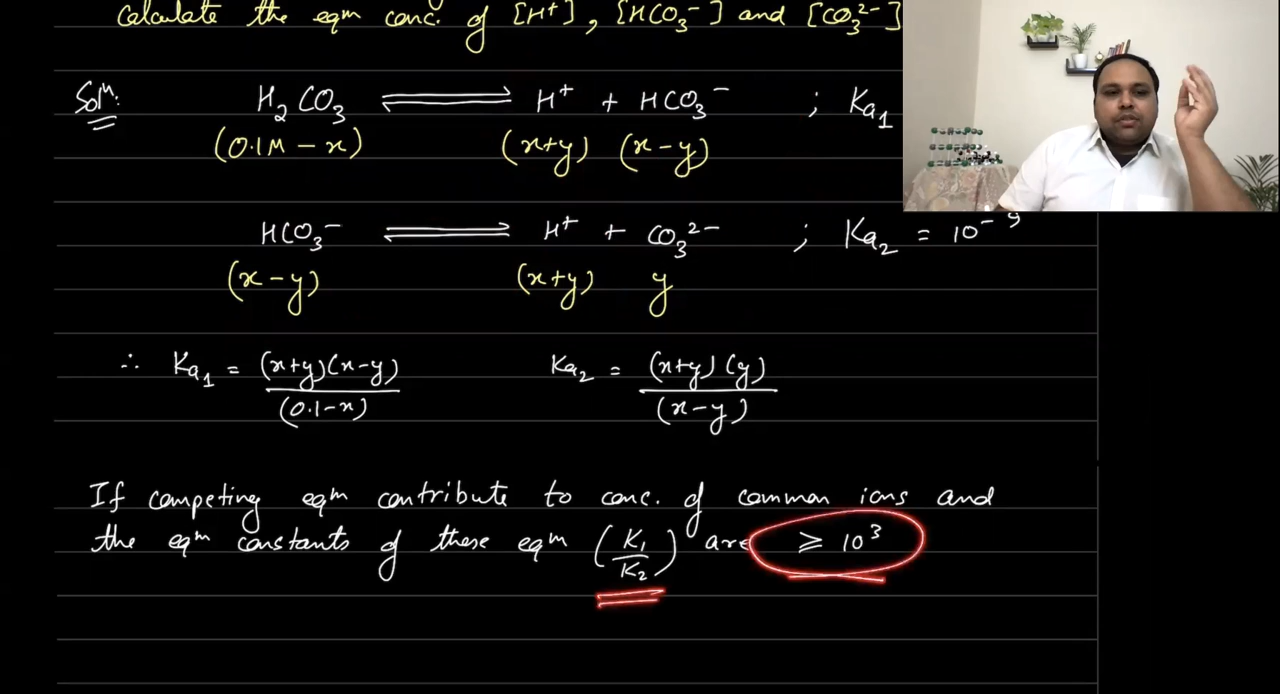 Calculate the eqm conc. of [H⁺], [HCO₃⁻] and [CO₃²⁻]
Solⁿ. H₂CO₃ ⇌ H⁺ + HCO₃⁻ ; Ka₁
(0.1M − x) (x+y) (x−y)
HCO₃⁻ ⇌ H⁺ + CO₃²⁻ ; Ka₂ = 10⁻
(x−y) (x+y) y
∴ Ka₁ = (x+y)(x−y) / (0.1−x) Ka₂ = (x+y)(y) / (x−y)
If competing eqm contribute to conc. of common ions and
the eqm constants of these eqm (K₁/K₂) are ≥ 10³